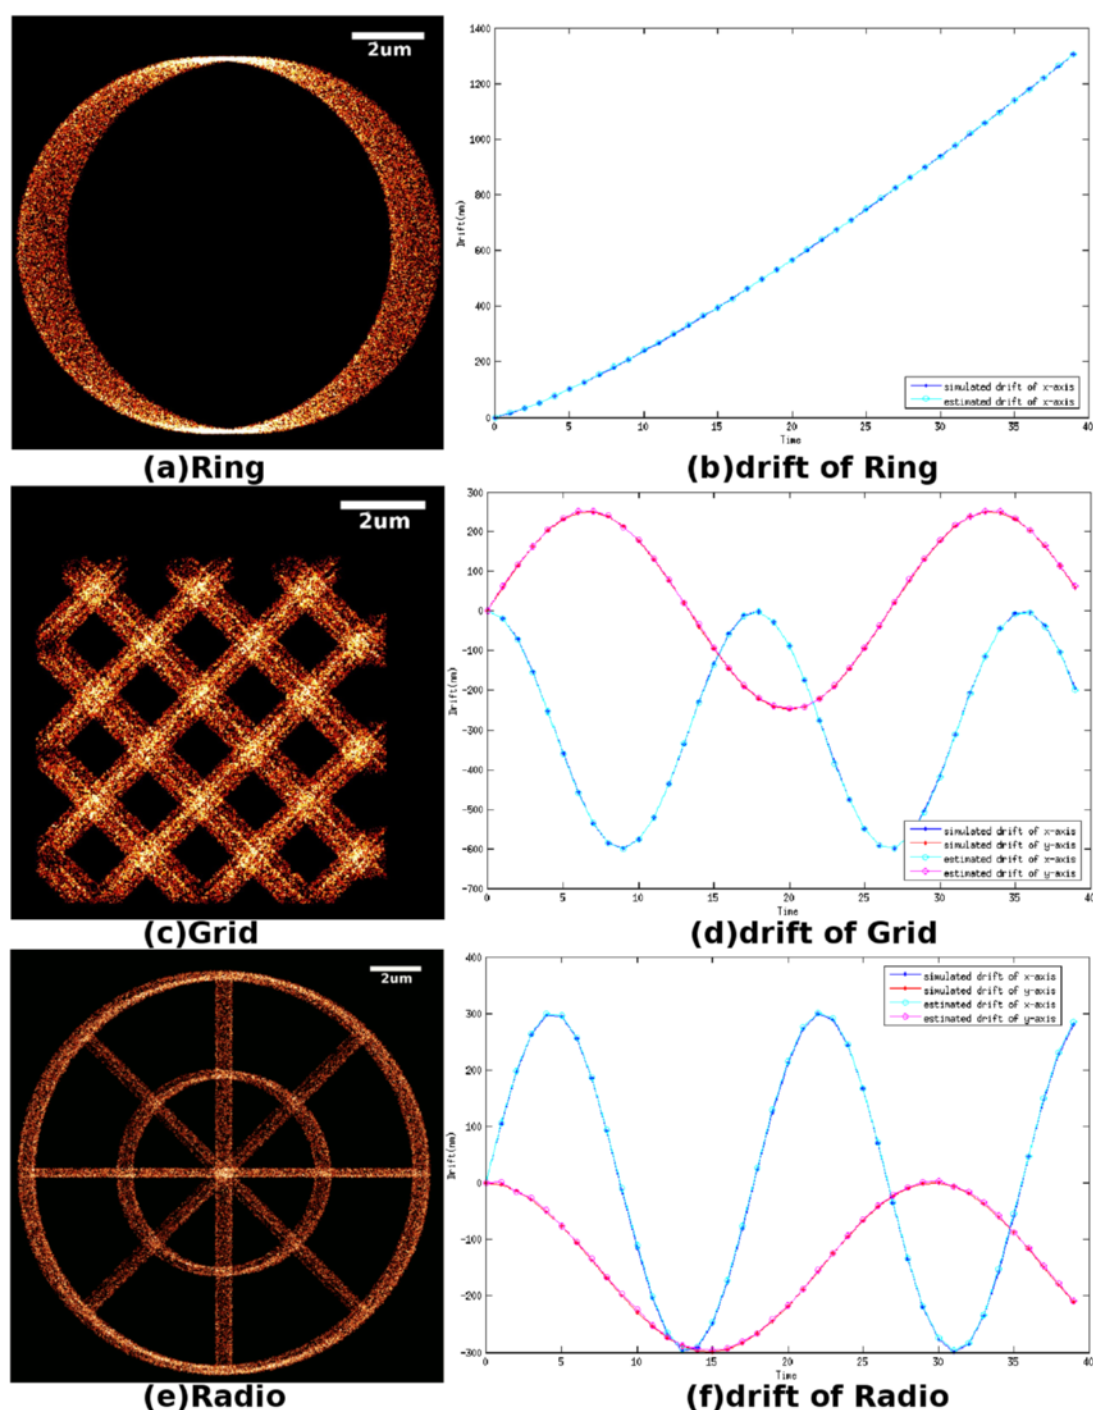 2um
1400
1200
1000
800
600
400
200
0
Drift(nm)
simulated drift of x-axis
estimated drift of x-axis
0 5 10 15 20 25 30 35 40
Time
(a)Ring
(b)drift of Ring
2um
300
200
100
0
-100
-200
-300
-400
-500
-600
-700
Drift(nm)
simulated drift of x-axis
simulated drift of y-axis
estimated drift of x-axis
estimated drift of y-axis
0 5 10 15 20 25 30 35 40
Time
(c)Grid
(d)drift of Grid
2um
400
300
200
100
0
-100
-200
-300
Drift(nm)
simulated drift of x-axis
simulated drift of y-axis
estimated drift of x-axis
estimated drift of y-axis
0 5 10 15 20 25 30 35 40
Time
(e)Radio
(f)drift of Radio